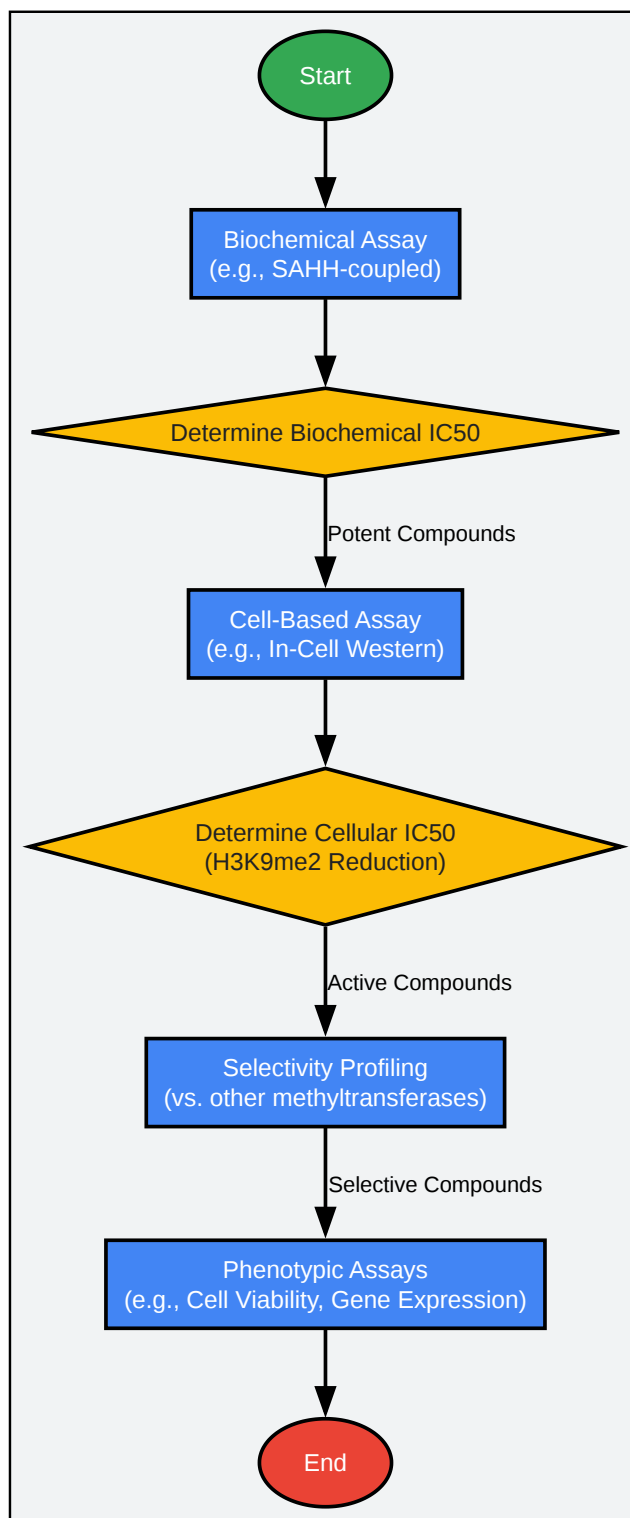 Start
Biochemical Assay
(e.g., SAHH-coupled)
Determine Biochemical IC50
Potent Compounds
Cell-Based Assay
(e.g., In-Cell Western)
Determine Cellular IC50
(H3K9me2 Reduction)
Active Compounds
Selectivity Profiling
(vs. other methyltransferases)
Selective Compounds
Phenotypic Assays
(e.g., Cell Viability, Gene Expression)
End